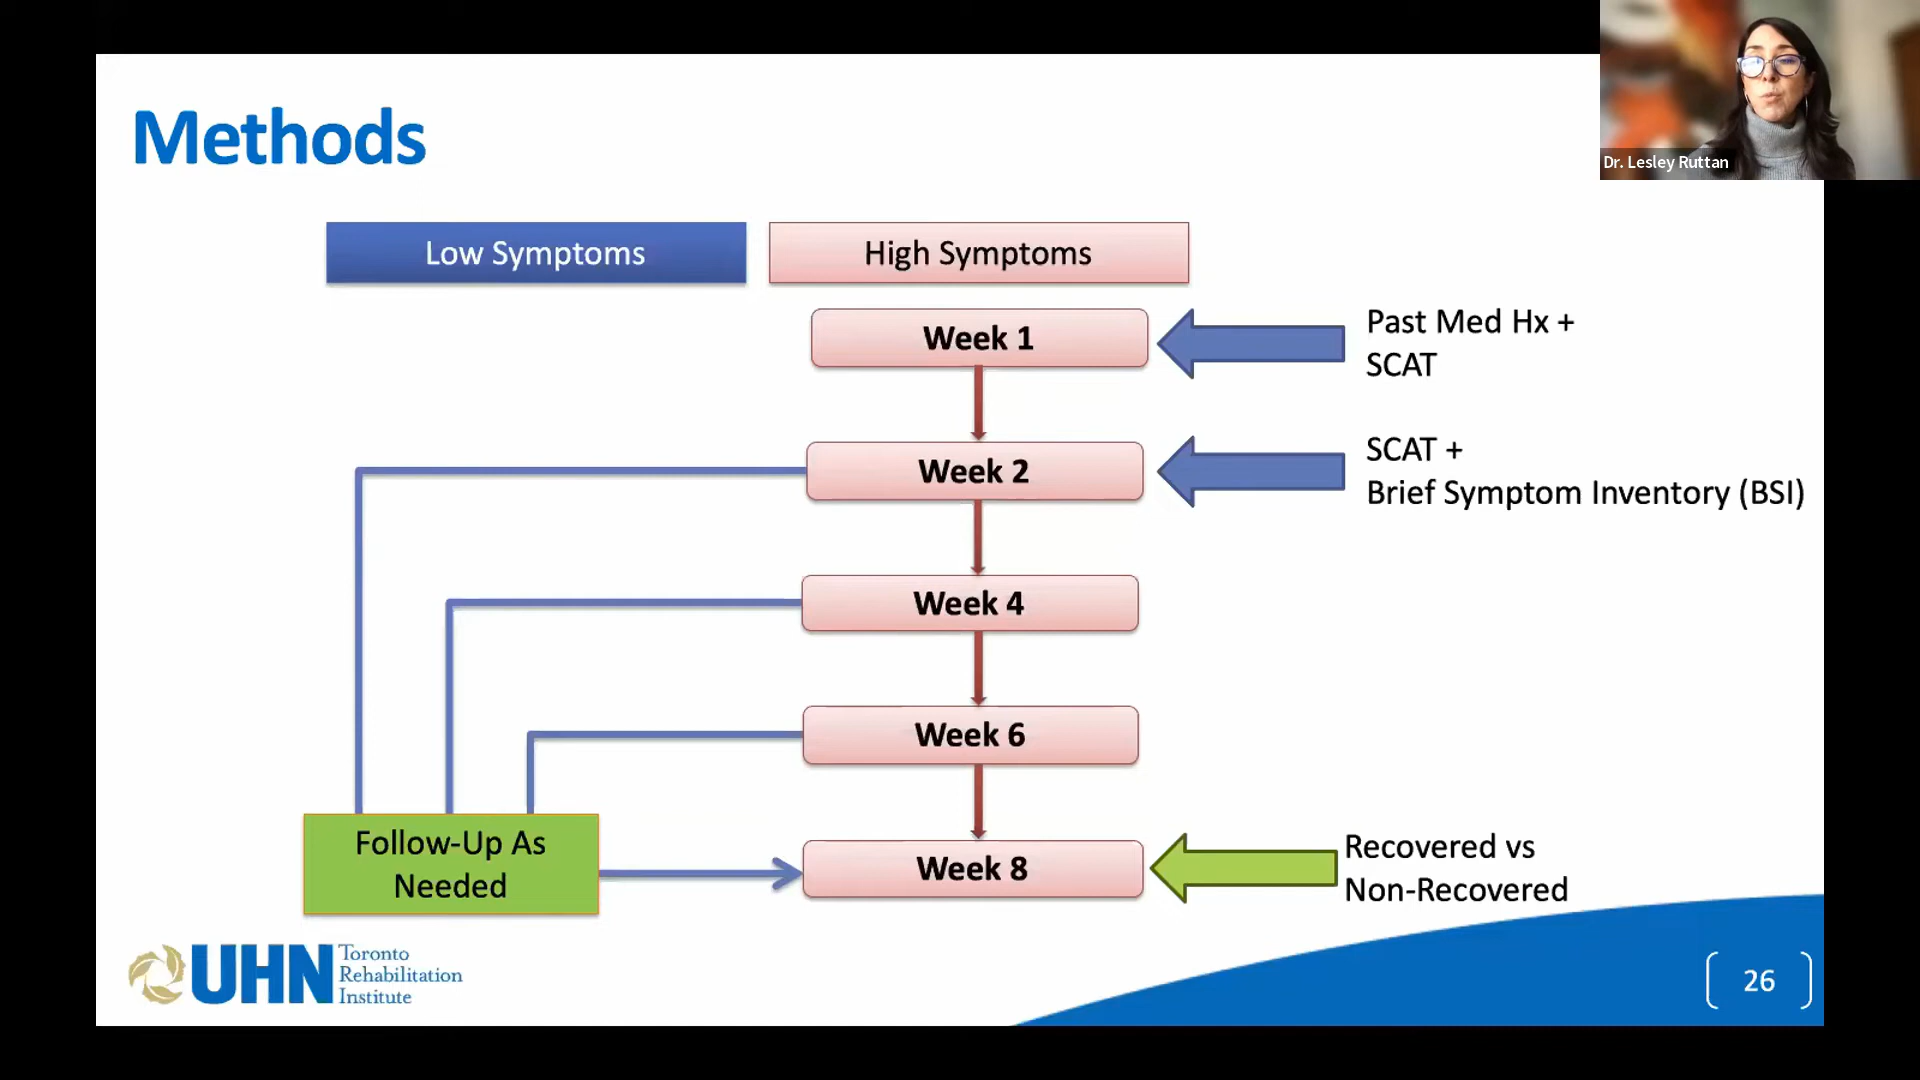 Methods
Dr. Lesley Ruttan
Low Symptoms
High Symptoms
Week 1
Past Med Hx +
SCAT
Week 2
SCAT +
Brief Symptom Inventory (BSI)
Week 4
Week 6
Follow-Up As
Needed
Week 8
Recovered vs
Non-Recovered
UHN
Toronto
Rehabilitation
Institute
26